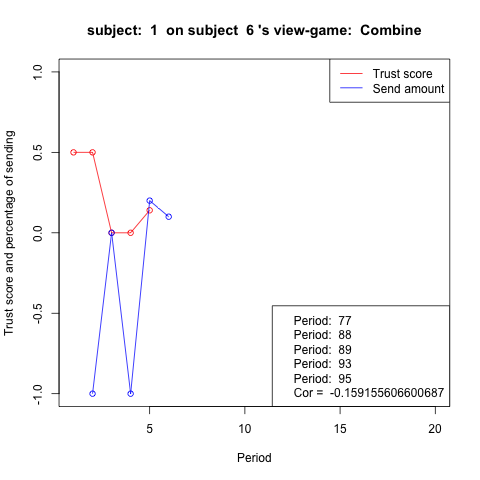 subject:  1  on subject  6 's view-game:  Combine
Trust score
Send amount
Trust score and percentage of sending
1.0
0.5
0.0
-0.5
-1.0
Period:  77
Period:  88
Period:  89
Period:  93
Period:  95
Cor =  -0.159155606600687
5 10 15 20
Period